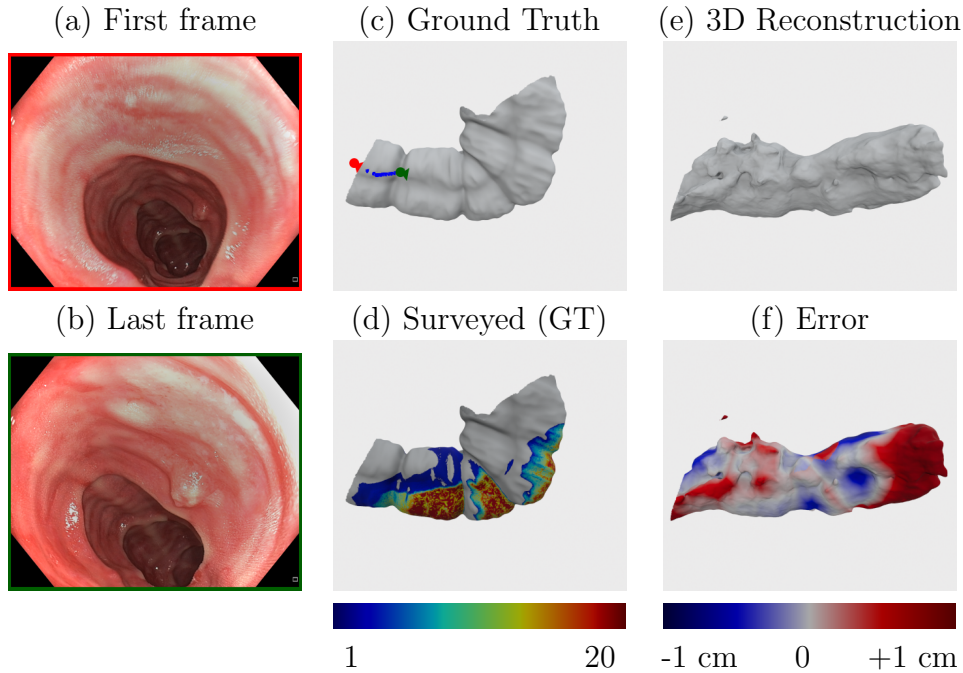 (a) First frame
(c) Ground Truth
(e) 3D Reconstruction
(b) Last frame
(d) Surveyed (GT)
(f) Error
1
20
-1 cm
0
+1 cm